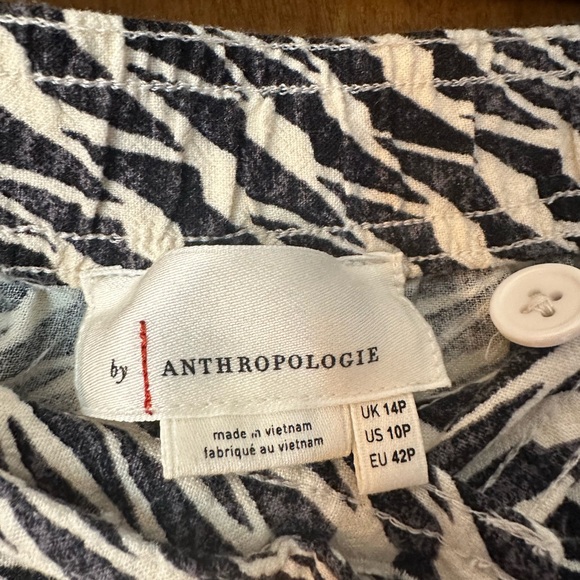 by ANTHROPOLOGIE
made in vietnam
fabriqué au vietnam
UK 14P
US 10P
EU 42P